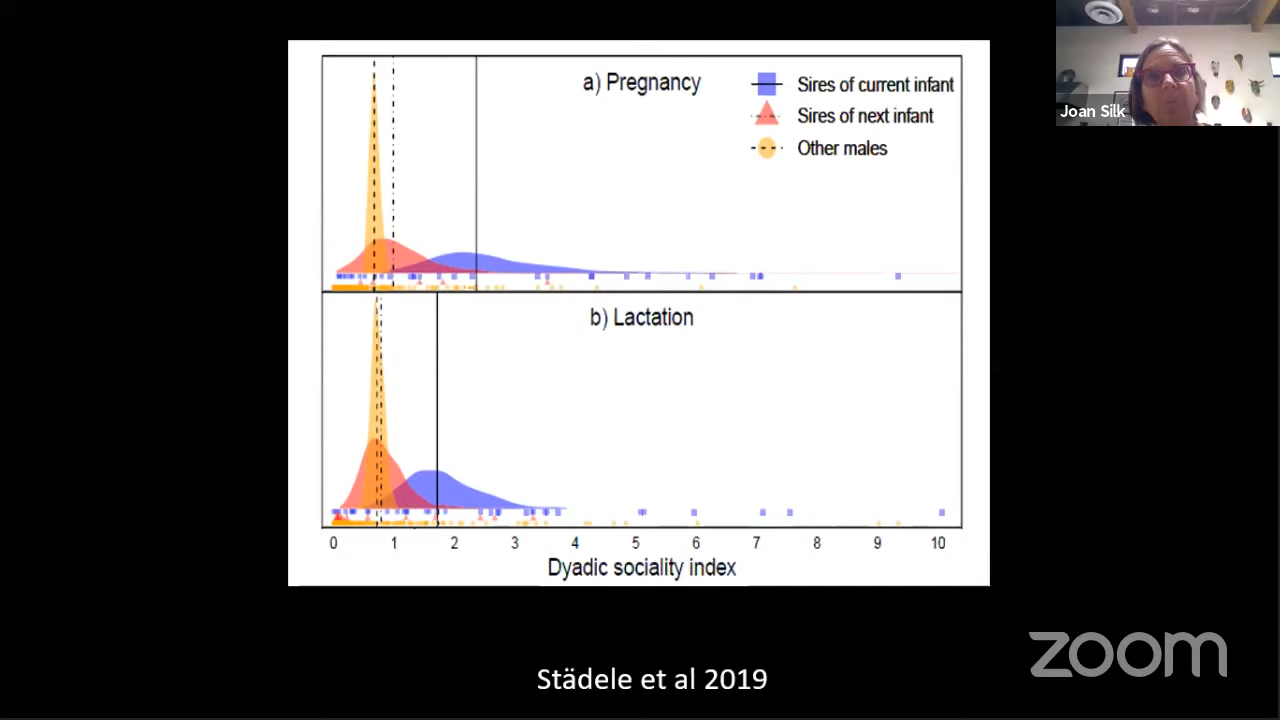 a) Pregnancy
Sires of current infant
Sires of next infant
Other males
b) Lactation
0 1 2 3 4 5 6 7 8 9 10
Dyadic sociality index
Städele et al 2019
Joan Silk
zoom